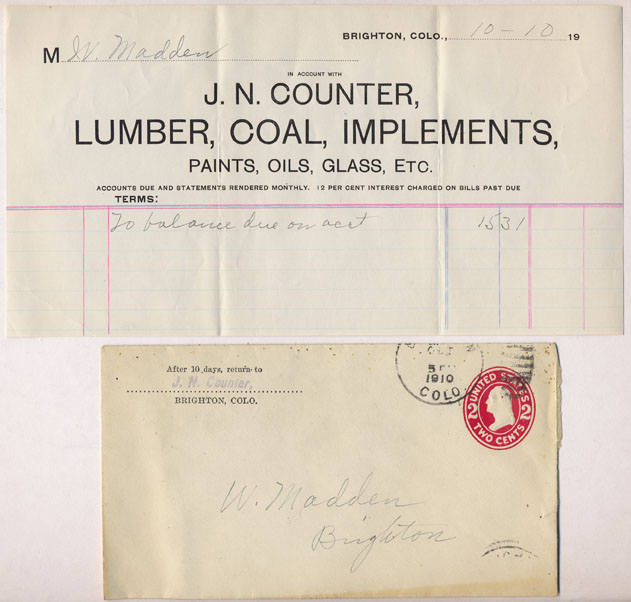 BRIGHTON, COLO., 10-10 19
M W. Madden
IN ACCOUNT WITH
J. N. COUNTER,
LUMBER, COAL, IMPLEMENTS,
PAINTS, OILS, GLASS, ETC.
ACCOUNTS DUE AND STATEMENTS RENDERED MONTHLY. 12 PER CENT INTEREST CHARGED ON BILLS PAST DUE
TERMS:
To balance due on acct 15 31
After 10 days, return to
J. N. Counter,
BRIGHTON, COLO.
OCT
5 PM
1910
COLO
UNITED STATES
2 2
TWO CENTS
W. Madden
Brighton